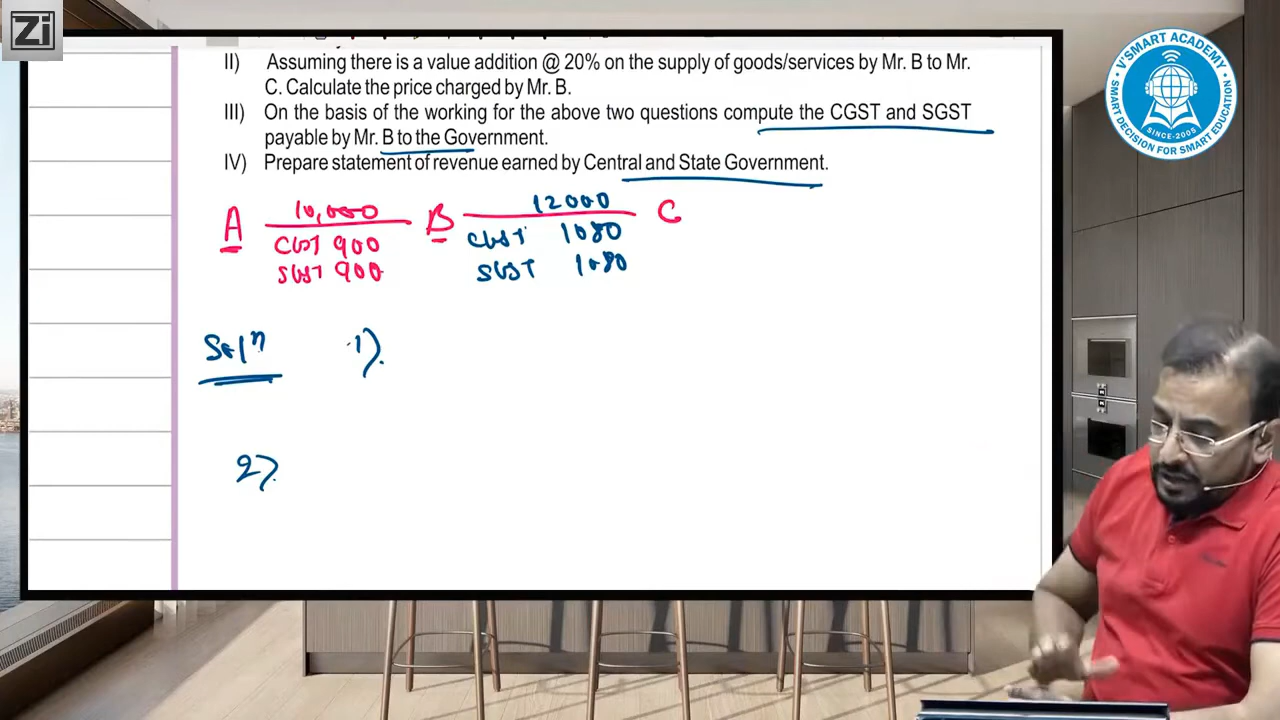 Zi
II) Assuming there is a value addition @ 20% on the supply of goods/services by Mr. B to Mr.
C. Calculate the price charged by Mr. B.
III) On the basis of the working for the above two questions compute the CGST and SGST
payable by Mr. B to the Government.
IV) Prepare statement of revenue earned by Central and State Government.
A 10,000 B 12000 C
CGST 900 CGST 1080
SGST 900 SGST 1080
Solⁿ 1)
2)
V'SMART ACADEMY
SINCE-2005
SMART DECISION FOR SMART EDUCATION